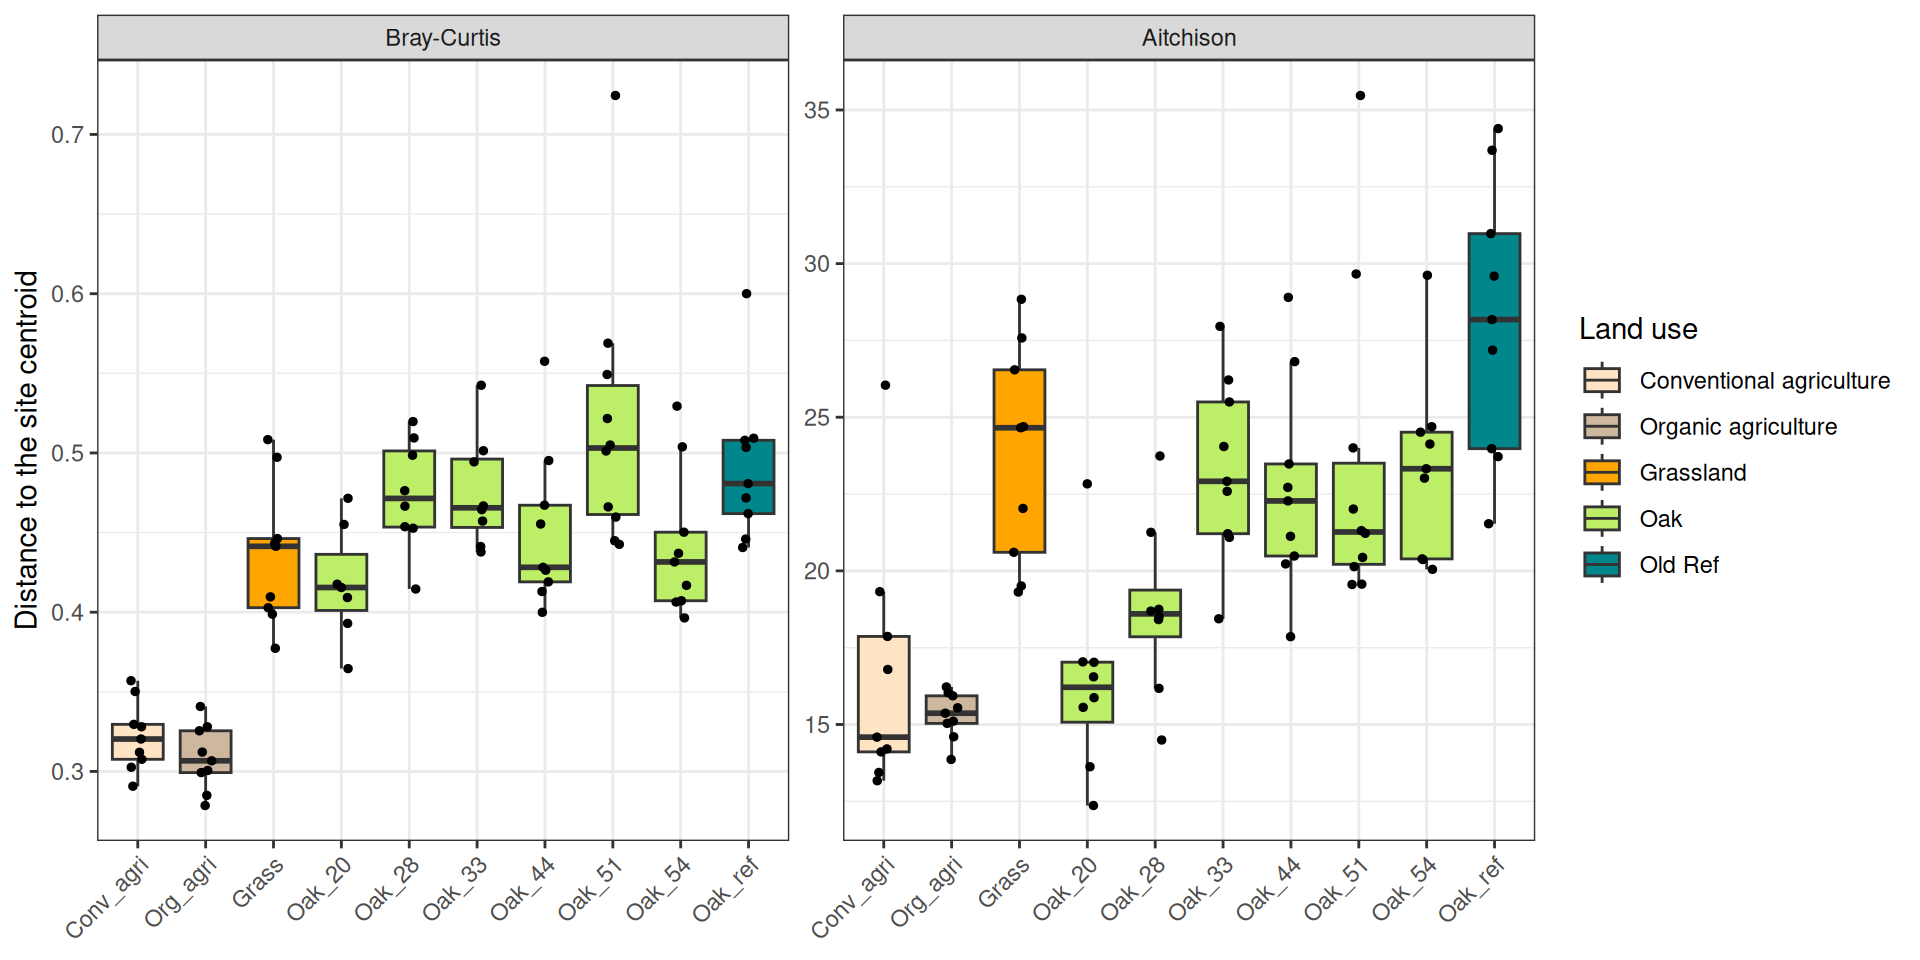 Bray-Curtis
Aitchison
Distance to the site centroid
0.7
0.6
0.5
0.4
0.3
35
30
25
20
15
Conv_agri
Org_agri
Grass
Oak_20
Oak_28
Oak_33
Oak_44
Oak_51
Oak_54
Oak_ref
Conv_agri
Org_agri
Grass
Oak_20
Oak_28
Oak_33
Oak_44
Oak_51
Oak_54
Oak_ref
Land use
Conventional agriculture
Organic agriculture
Grassland
Oak
Old Ref